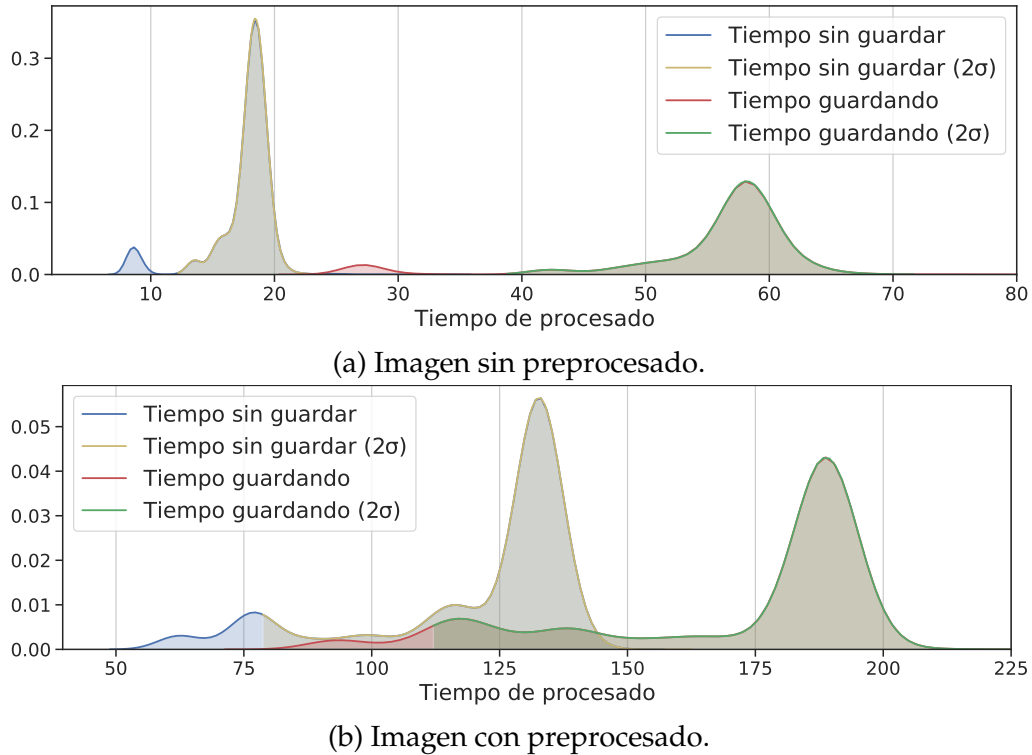 0.3
0.2
0.1
0.0
Tiempo sin guardar
Tiempo sin guardar (2σ)
Tiempo guardando
Tiempo guardando (2σ)
10 20 30 40 50 60 70 80
Tiempo de procesado
(a) Imagen sin preprocesado.
0.05
0.04
0.03
0.02
0.01
0.00
Tiempo sin guardar
Tiempo sin guardar (2σ)
Tiempo guardando
Tiempo guardando (2σ)
50 75 100 125 150 175 200 225
Tiempo de procesado
(b) Imagen con preprocesado.